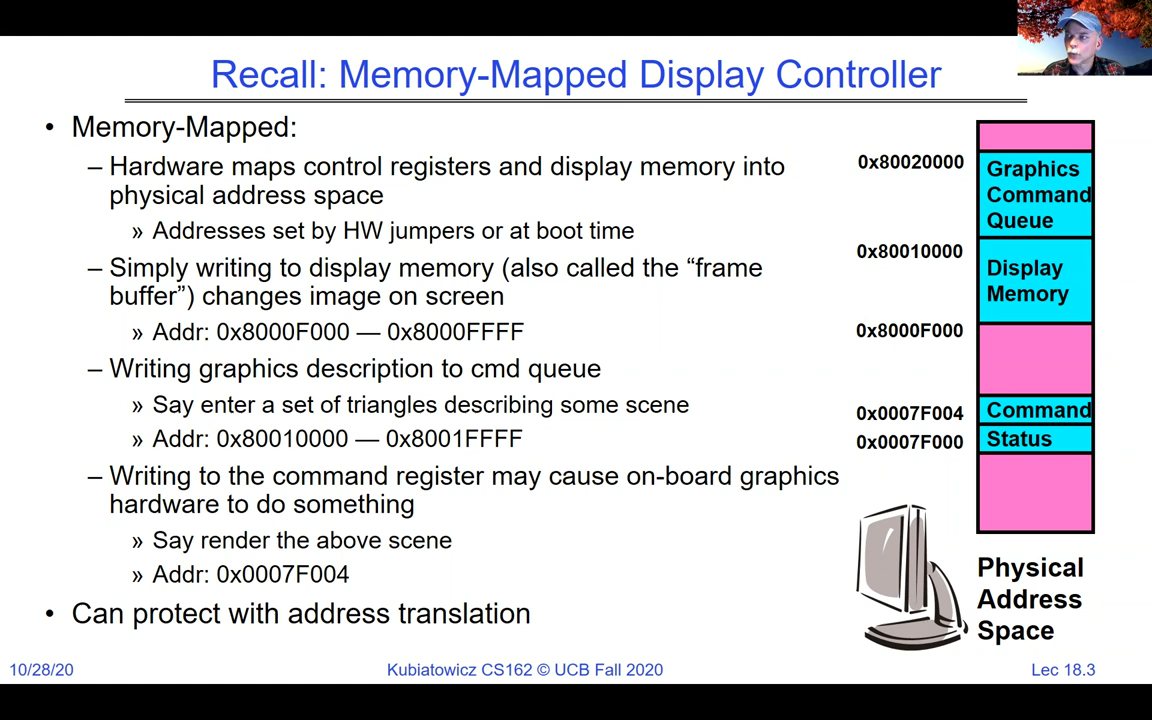 Recall: Memory-Mapped Display Controller
• Memory-Mapped:
– Hardware maps control registers and display memory into
physical address space
» Addresses set by HW jumpers or at boot time
– Simply writing to display memory (also called the “frame
buffer”) changes image on screen
» Addr: 0x8000F000 — 0x8000FFFF
– Writing graphics description to cmd queue
» Say enter a set of triangles describing some scene
» Addr: 0x80010000 — 0x8001FFFF
– Writing to the command register may cause on-board graphics
hardware to do something
» Say render the above scene
» Addr: 0x0007F004
• Can protect with address translation
0x80020000
Graphics
Command
Queue
0x80010000
Display
Memory
0x8000F000
0x0007F004 Command
0x0007F000 Status
Physical
Address
Space
10/28/20 Kubiatowicz CS162 © UCB Fall 2020 Lec 18.3